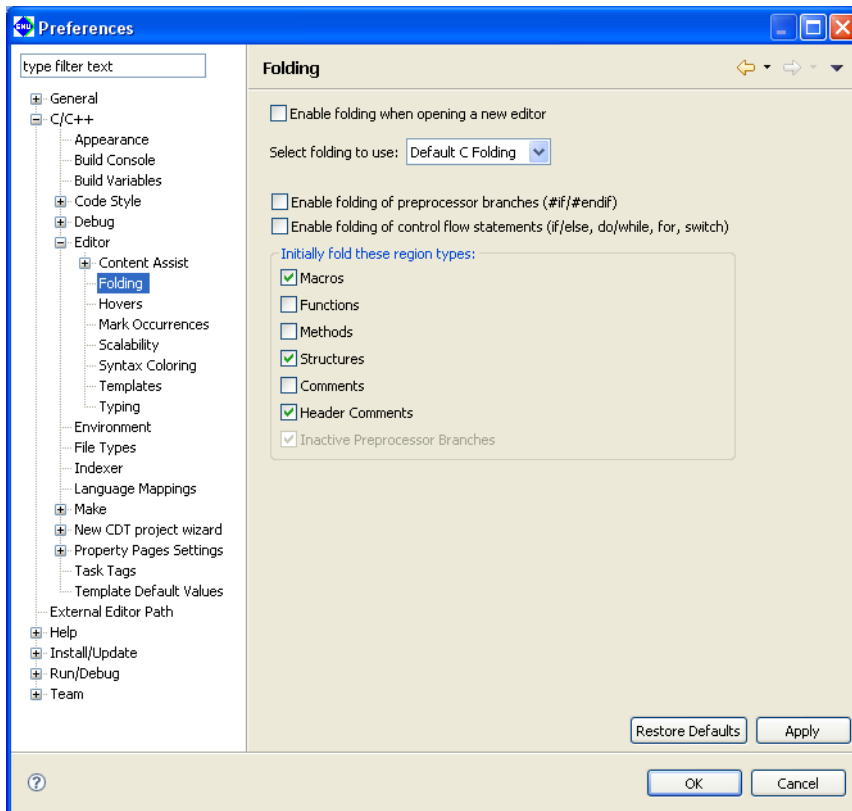 Preferences
type filter text
General
C/C++
Appearance
Build Console
Build Variables
Code Style
Debug
Editor
Content Assist
Folding
Hovers
Mark Occurrences
Scalability
Syntax Coloring
Templates
Typing
Environment
File Types
Indexer
Language Mappings
Make
New CDT project wizard
Property Pages Settings
Task Tags
Template Default Values
External Editor Path
Help
Install/Update
Run/Debug
Team
Folding
Enable folding when opening a new editor
Select folding to use: Default C Folding
Enable folding of preprocessor branches (#if/#endif)
Enable folding of control flow statements (if/else, do/while, for, switch)
Initially fold these region types:
Macros
Functions
Methods
Structures
Comments
Header Comments
Inactive Preprocessor Branches
Restore Defaults Apply
OK Cancel